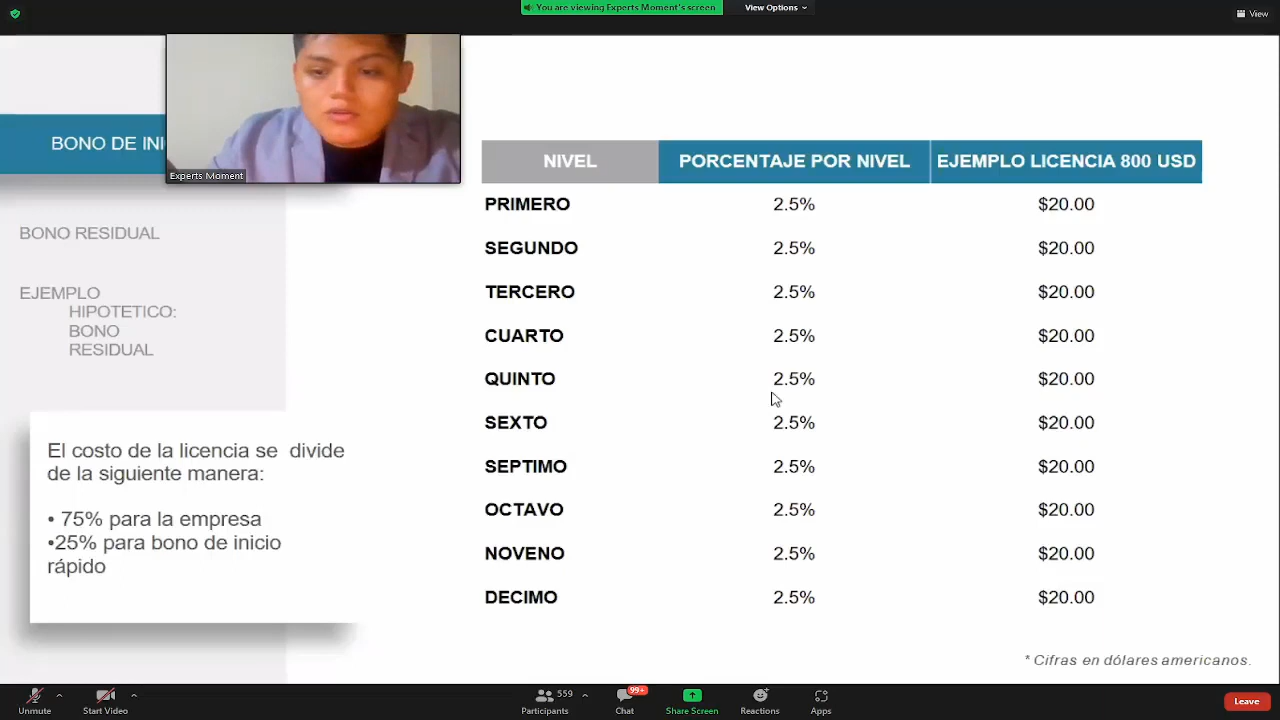 You are viewing Experts Moment's screen
View Options
View
BONO DE INI
Experts Moment
BONO RESIDUAL
EJEMPLO
HIPOTETICO:
BONO
RESIDUAL
El costo de la licencia se divide
de la siguiente manera:
• 75% para la empresa
•25% para bono de inicio
rápido
NIVEL PORCENTAJE POR NIVEL EJEMPLO LICENCIA 800 USD
PRIMERO 2.5% $20.00
SEGUNDO 2.5% $20.00
TERCERO 2.5% $20.00
CUARTO 2.5% $20.00
QUINTO 2.5% $20.00
SEXTO 2.5% $20.00
SEPTIMO 2.5% $20.00
OCTAVO 2.5% $20.00
NOVENO 2.5% $20.00
DECIMO 2.5% $20.00
* Cifras en dólares americanos.
Unmute
Start Video
559
Participants
99+
Chat
Share Screen
Reactions
Apps
Leave